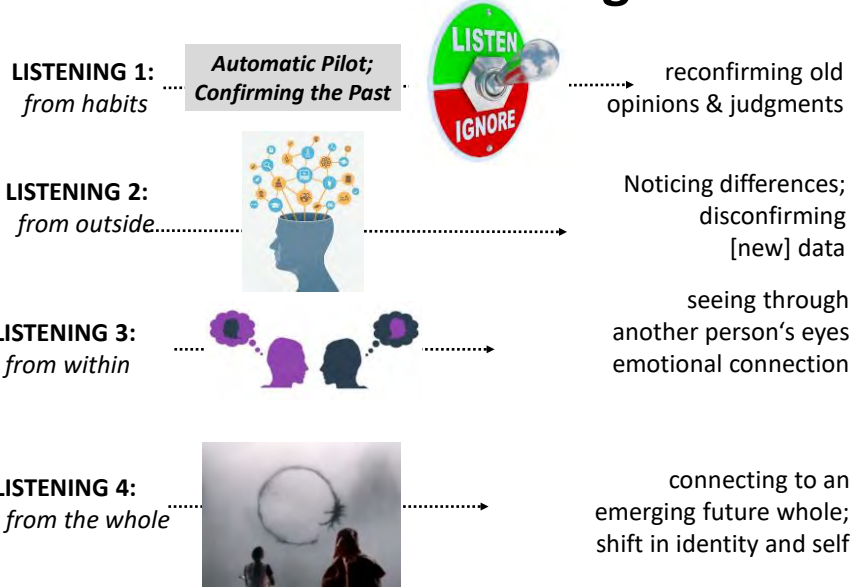 LISTENING 1:
from habits
Automatic Pilot;
Confirming the Past
LISTEN
IGNORE
reconfirming old
opinions & judgments
LISTENING 2:
from outside
Noticing differences;
disconfirming
[new] data
LISTENING 3:
from within
seeing through
another person‘s eyes
emotional connection
LISTENING 4:
from the whole
connecting to an
emerging future whole;
shift in identity and self